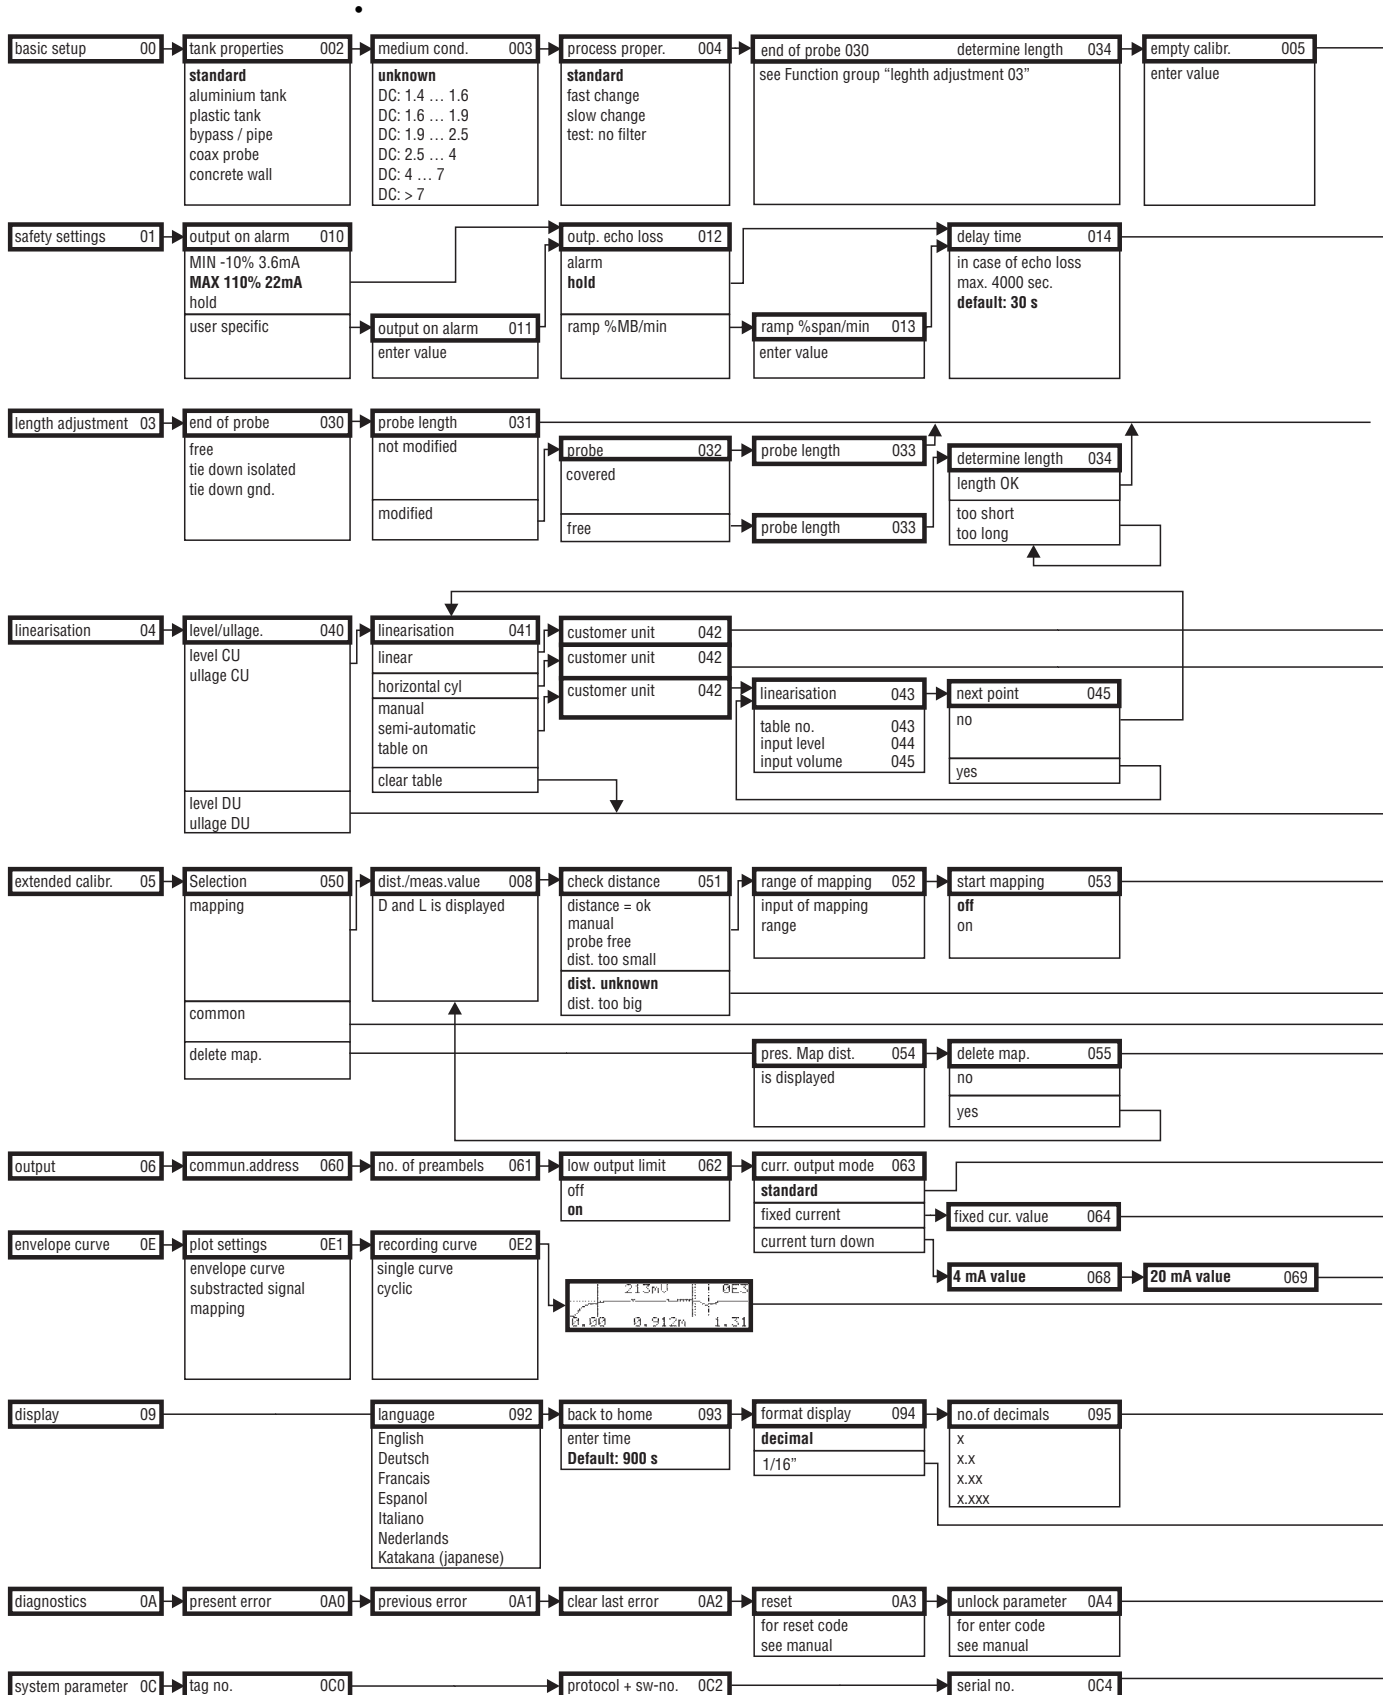 •
basic setup 00
tank properties 002
standard
aluminium tank
plastic tank
bypass / pipe
coax probe
concrete wall
medium cond. 003
unknown
DC: 1.4 … 1.6
DC: 1.6 … 1.9
DC: 1.9 … 2.5
DC: 2.5 … 4
DC: 4 … 7
DC: > 7
process proper. 004
standard
fast change
slow change
test: no filter
end of probe 030 determine length 034
see Function group “leghth adjustment 03”
empty calibr. 005
enter value
safety settings 01
output on alarm 010
MIN -10% 3.6mA
MAX 110% 22mA
hold
user specific
output on alarm 011
enter value
outp. echo loss 012
alarm
hold
ramp %MB/min
ramp %span/min 013
enter value
delay time 014
in case of echo loss
max. 4000 sec.
default: 30 s
length adjustment 03
end of probe 030
free
tie down isolated
tie down gnd.
probe length 031
not modified
modified
probe 032
covered
free
probe length 033
probe length 033
determine length 034
length OK
too short
too long
linearisation 04
level/ullage. 040
level CU
ullage CU
level DU
ullage DU
linearisation 041
linear
horizontal cyl
manual
semi-automatic
table on
clear table
customer unit 042
customer unit 042
customer unit 042
linearisation 043
table no. 043
input level 044
input volume 045
next point 045
no
yes
extended calibr. 05
Selection 050
mapping
common
delete map.
dist./meas.value 008
D and L is displayed
check distance 051
distance = ok
manual
probe free
dist. too small
dist. unknown
dist. too big
range of mapping 052
input of mapping
range
start mapping 053
off
on
pres. Map dist. 054
is displayed
delete map. 055
no
yes
output 06
commun.address 060
no. of preambels 061
low output limit 062
off
on
curr. output mode 063
standard
fixed current
current turn down
fixed cur. value 064
4 mA value 068
20 mA value 069
envelope curve 0E
plot settings 0E1
envelope curve
substracted signal
mapping
recording curve 0E2
single curve
cyclic
213mV 0E3
0.00 0.912m 1.31
display 09
language 092
English
Deutsch
Francais
Espanol
Italiano
Nederlands
Katakana (japanese)
back to home 093
enter time
Default: 900 s
format display 094
decimal
1/16”
no.of decimals 095
x
x.x
x.xx
x.xxx
diagnostics 0A
present error 0A0
previous error 0A1
clear last error 0A2
reset 0A3
for reset code
see manual
unlock parameter 0A4
for enter code
see manual
system parameter 0C
tag no. 0C0
protocol + sw-no. 0C2
serial no. 0C4